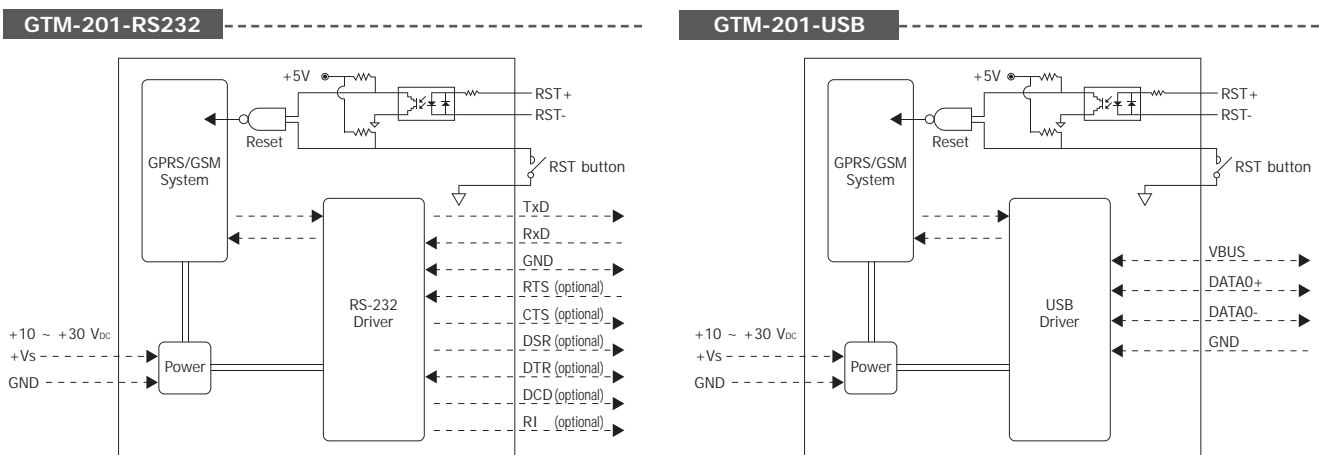 GTM-201-RS232
+5V
RST+
RST-
Reset
GPRS/GSM
System
RST button
TxD
RxD
GND
RTS (optional)
RS-232
Driver
CTS (optional)
DSR (optional)
DTR (optional)
DCD (optional)
RI (optional)
+10 ~ +30 VDC
+Vs
GND
Power
GTM-201-USB
+5V
RST+
RST-
Reset
GPRS/GSM
System
RST button
VBUS
DATA0+
USB
Driver
DATA0-
GND
+10 ~ +30 VDC
+Vs
GND
Power